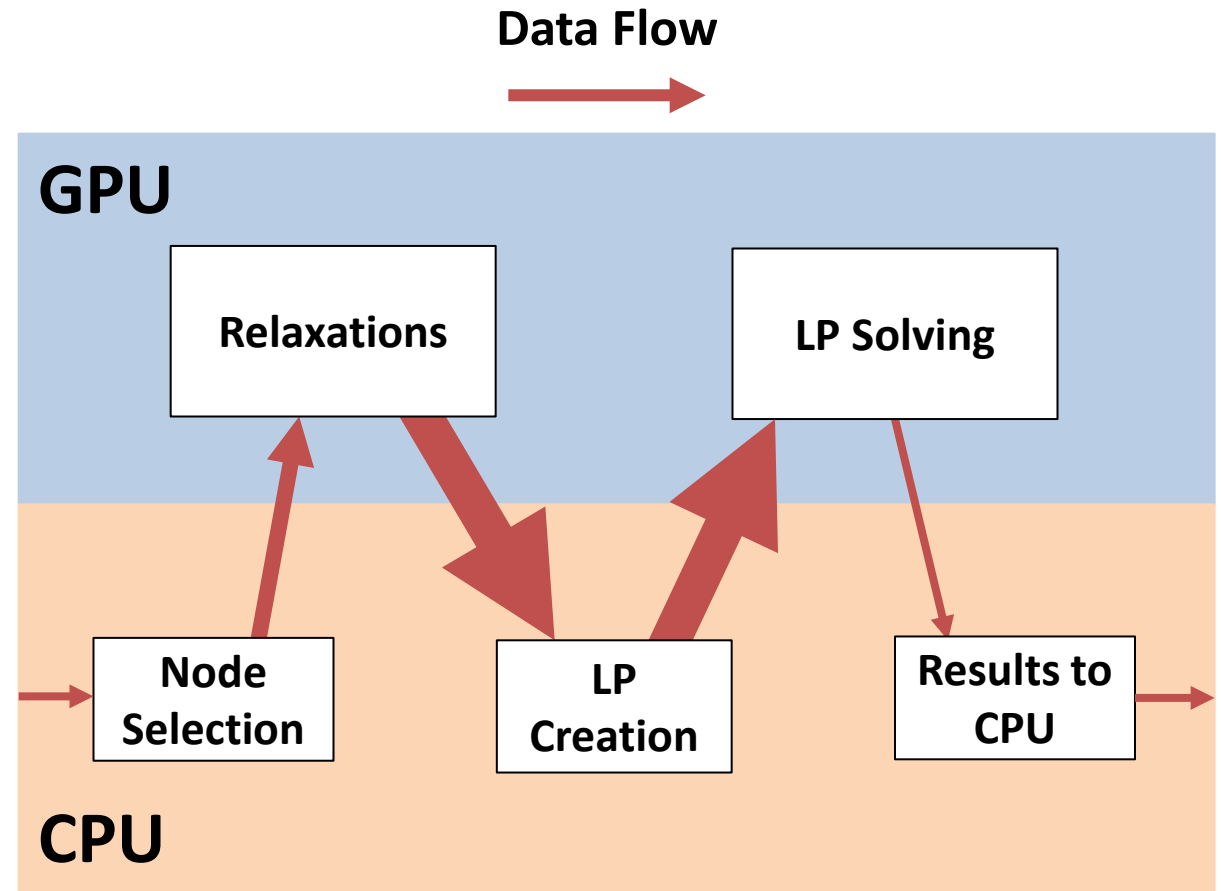 Data Flow
GPU
Relaxations
LP Solving
Node
Selection
LP
Creation
Results to
CPU
CPU